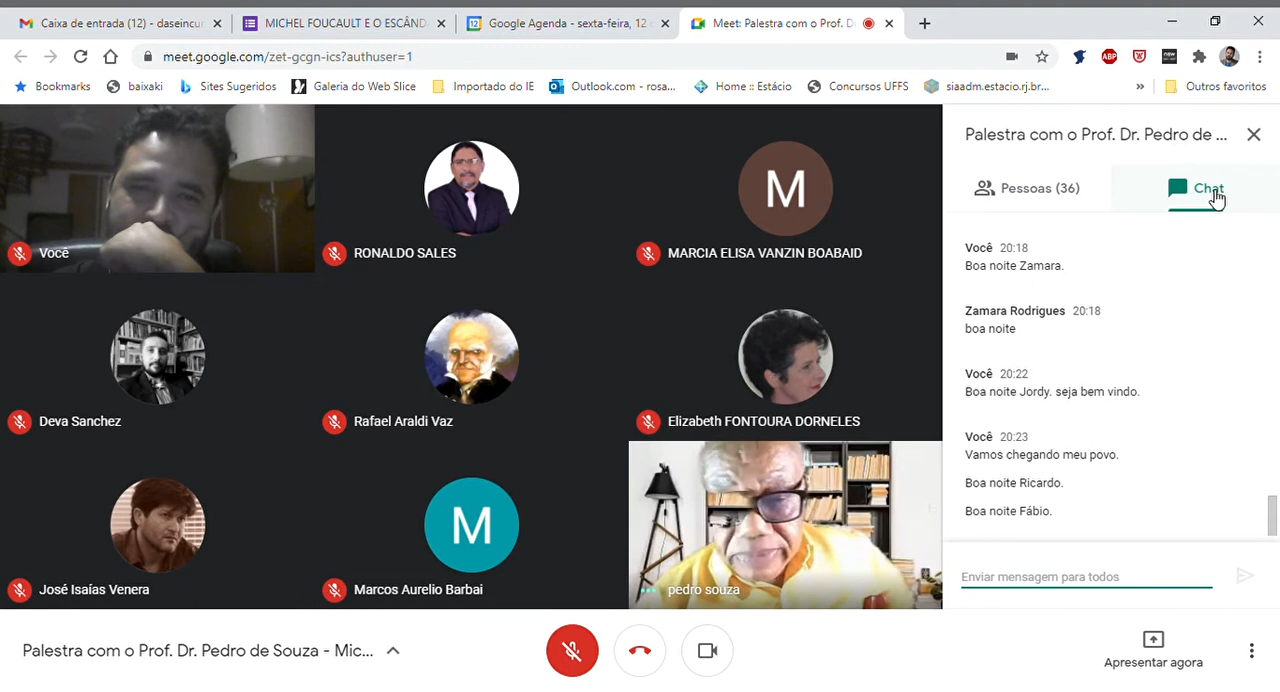 Caixa de entrada (12) - daseincur
MICHEL FOUCAULT E O ESCÂND
Google Agenda - sexta-feira, 12
Meet: Palestra com o Prof. D
meet.google.com/zet-gcgn-ics?authuser=1
ABP
Bookmarks
baixaki
Sites Sugeridos
Galeria do Web Slice
Importado do IE
Outlook.com - rosa...
Home :: Estácio
Concursos UFFS
siaadm.estacio.rj.br...
»
Outros favoritos
Você
RONALDO SALES
M
MARCIA ELISA VANZIN BOABAID
Deva Sanchez
Rafael Araldi Vaz
Elizabeth FONTOURA DORNELES
José Isaías Venera
M
Marcos Aurelio Barbai
pedro souza
Palestra com o Prof. Dr. Pedro de ...
Pessoas (36)
Chat
Você 20:18
Boa noite Zamara.
Zamara Rodrigues 20:18
boa noite
Você 20:22
Boa noite Jordy. seja bem vindo.
Você 20:23
Vamos chegando meu povo.
Boa noite Ricardo.
Boa noite Fábio.
Enviar mensagem para todos
Palestra com o Prof. Dr. Pedro de Souza - Mic...
Apresentar agora